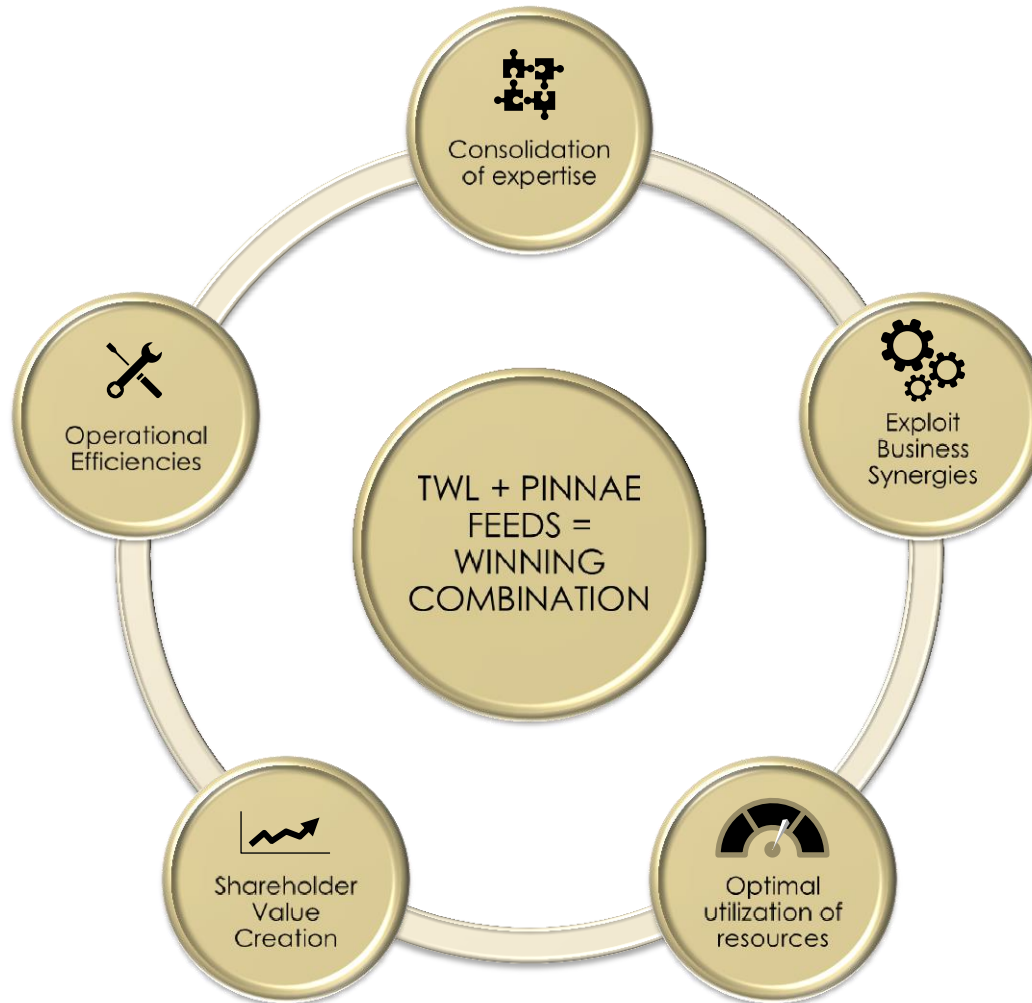 Consolidation
of expertise
Exploit
Business
Synergies
Optimal
utilization of
resources
Shareholder
Value
Creation
Operational
Efficiencies
TWL + PINNAE
FEEDS =
WINNING
COMBINATION